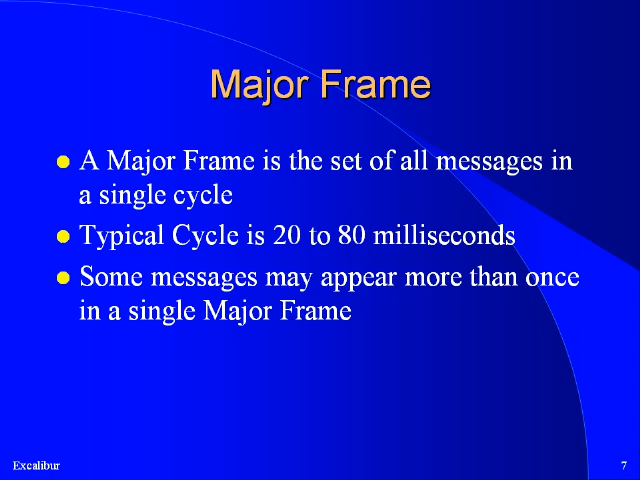 Major Frame
A Major Frame is the set of all messages in
a single cycle
Typical Cycle is 20 to 80 milliseconds
Some messages may appear more than once
in a single Major Frame
Excalibur
7